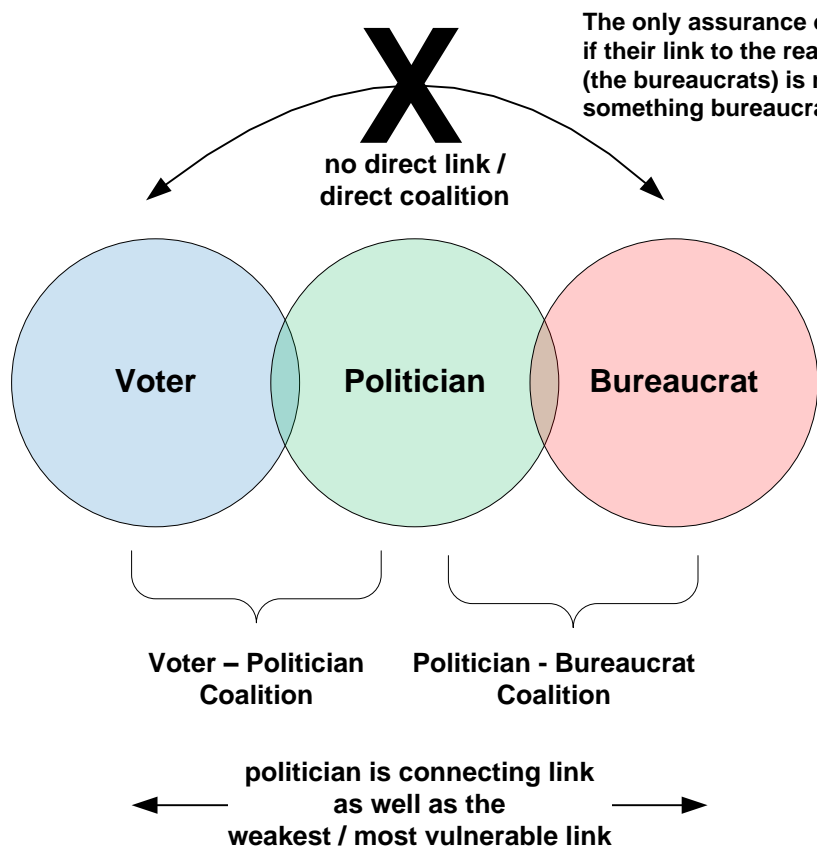 The only assurance
if their link to the
(the bureaucrats) is
something
no direct link /
direct coalition
Voter
Politician
Bureaucrat
Voter – Politician
Coalition
Politician - Bureaucrat
Coalition
politician is connecting link
as well as the
weakest / most vulnerable link